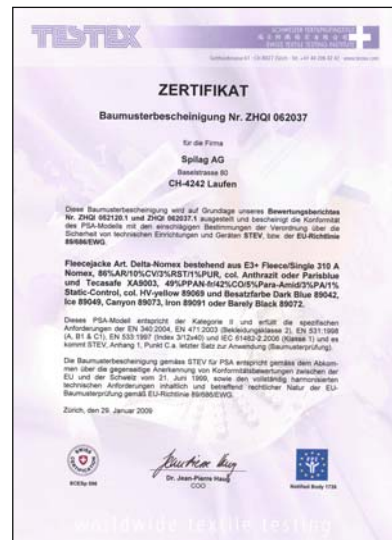 TESTEX
SCHWEIZER TEXTILPRÜFINSTITUT
SWISS TEXTILE TESTING INSTITUTE
ZERTIFIKAT
Baumusterbescheinigung Nr. ZHQI 062037
für die Firma
Spilag AG
Baselstrasse 80
CH-4242 Laufen
Diese Baumusterbescheinigung wird auf Grundlage unseres Bewertungsberichtes
Nr. ZHQI 062120.1 und ZHQI 062037.1 ausgestellt und bescheinigt die Konformität
des PSA-Modells mit den einschlägigen Bestimmungen der Verordnung über die
Sicherheit von technischen Einrichtungen und Geräten STEV, bzw. der EU-Richtlinie
89/686/EWG.
Fleecejacke Art. Delta-Nomex bestehend aus E3+ Fleece/Single 310 A
Nomex, 86%AR/10%CV/3%RST/1%PUR, col. Anthrazit oder Parisblue
und Tecasafe XA9003, 49%PPAN-fr/42%CO/5%Para-Amid/3%PA/1%
Static-Control, col. HV-yellow 89069 und Besatzfarbe Dark Blue 89042,
Ice 89049, Canyon 89073, Iron 89091 oder Barely Black 89072.
Dieses PSA-Modell entspricht der Kategorie II und erfüllt die spezifischen
Anforderungen der EN 340:2004, EN 471:2003 (Bekleidungsklasse 2), EN 531:1998
(A, B1 & C1), EN 533:1997 (Index 3/12x40) und IEC 61482-2:2006 (Klasse 1) und es
kommt STEV, Anhang 1, Punkt C.a. letzter Satz zur Anwendung (Baumusterprüfung).
Die Baumusterbescheinigung gemäss STEV für PSA entspricht gemäss dem Abkom-
men über die gegenseitige Anerkennung von Konformitätsbewertungen zwischen der
EU und der Schweiz vom 21. Juni 1999, sowie den vollständig harmonisierten
technischen Anforderungen inhaltlich und betreffend rechtlicher Natur der EU-
Baumusterprüfung gemäß EU-Richtlinie 89/686/EWG.
Zürich, den 29. Januar 2009
Dr. Jean-Pierre Haug
COO
Notified Body 1726
worldwide textile testing